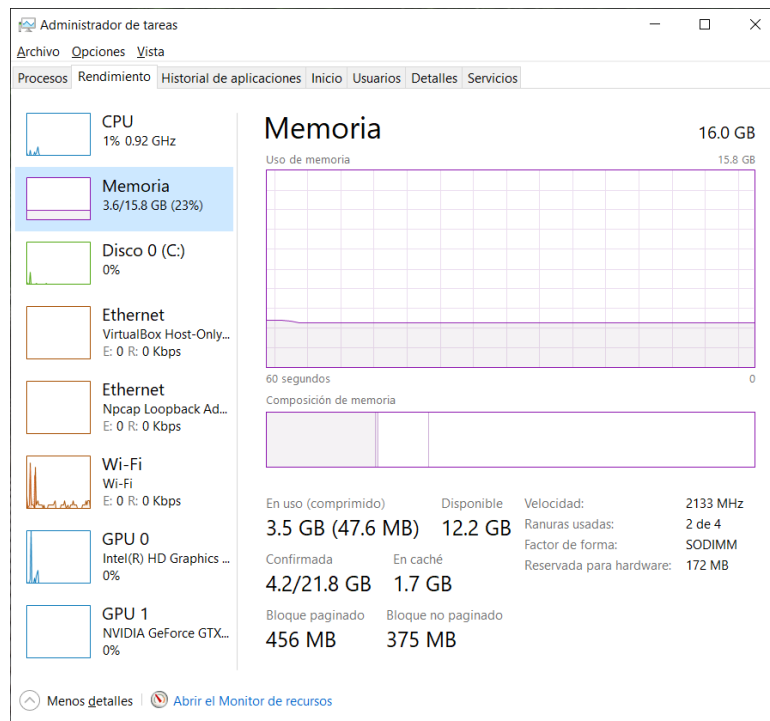 Administrador de tareas
Archivo Opciones Vista
Procesos Rendimiento Historial de aplicaciones Inicio Usuarios Detalles Servicios
CPU
1% 0.92 GHz
Memoria
3.6/15.8 GB (23%)
Disco 0 (C:)
0%
Ethernet
VirtualBox Host-Only...
E: 0 R: 0 Kbps
Ethernet
Npcap Loopback Ad...
E: 0 R: 0 Kbps
Wi-Fi
Wi-Fi
E: 0 R: 0 Kbps
GPU 0
Intel(R) HD Graphics ...
0%
GPU 1
NVIDIA GeForce GTX...
0%
Memoria 16.0 GB
Uso de memoria 15.8 GB
60 segundos 0
Composición de memoria
En uso (comprimido) Disponible
3.5 GB (47.6 MB) 12.2 GB
Confirmada En caché
4.2/21.8 GB 1.7 GB
Bloque paginado Bloque no paginado
456 MB 375 MB
Velocidad: 2133 MHz
Ranuras usadas: 2 de 4
Factor de forma: SODIMM
Reservada para hardware: 172 MB
Menos detalles Abrir el Monitor de recursos